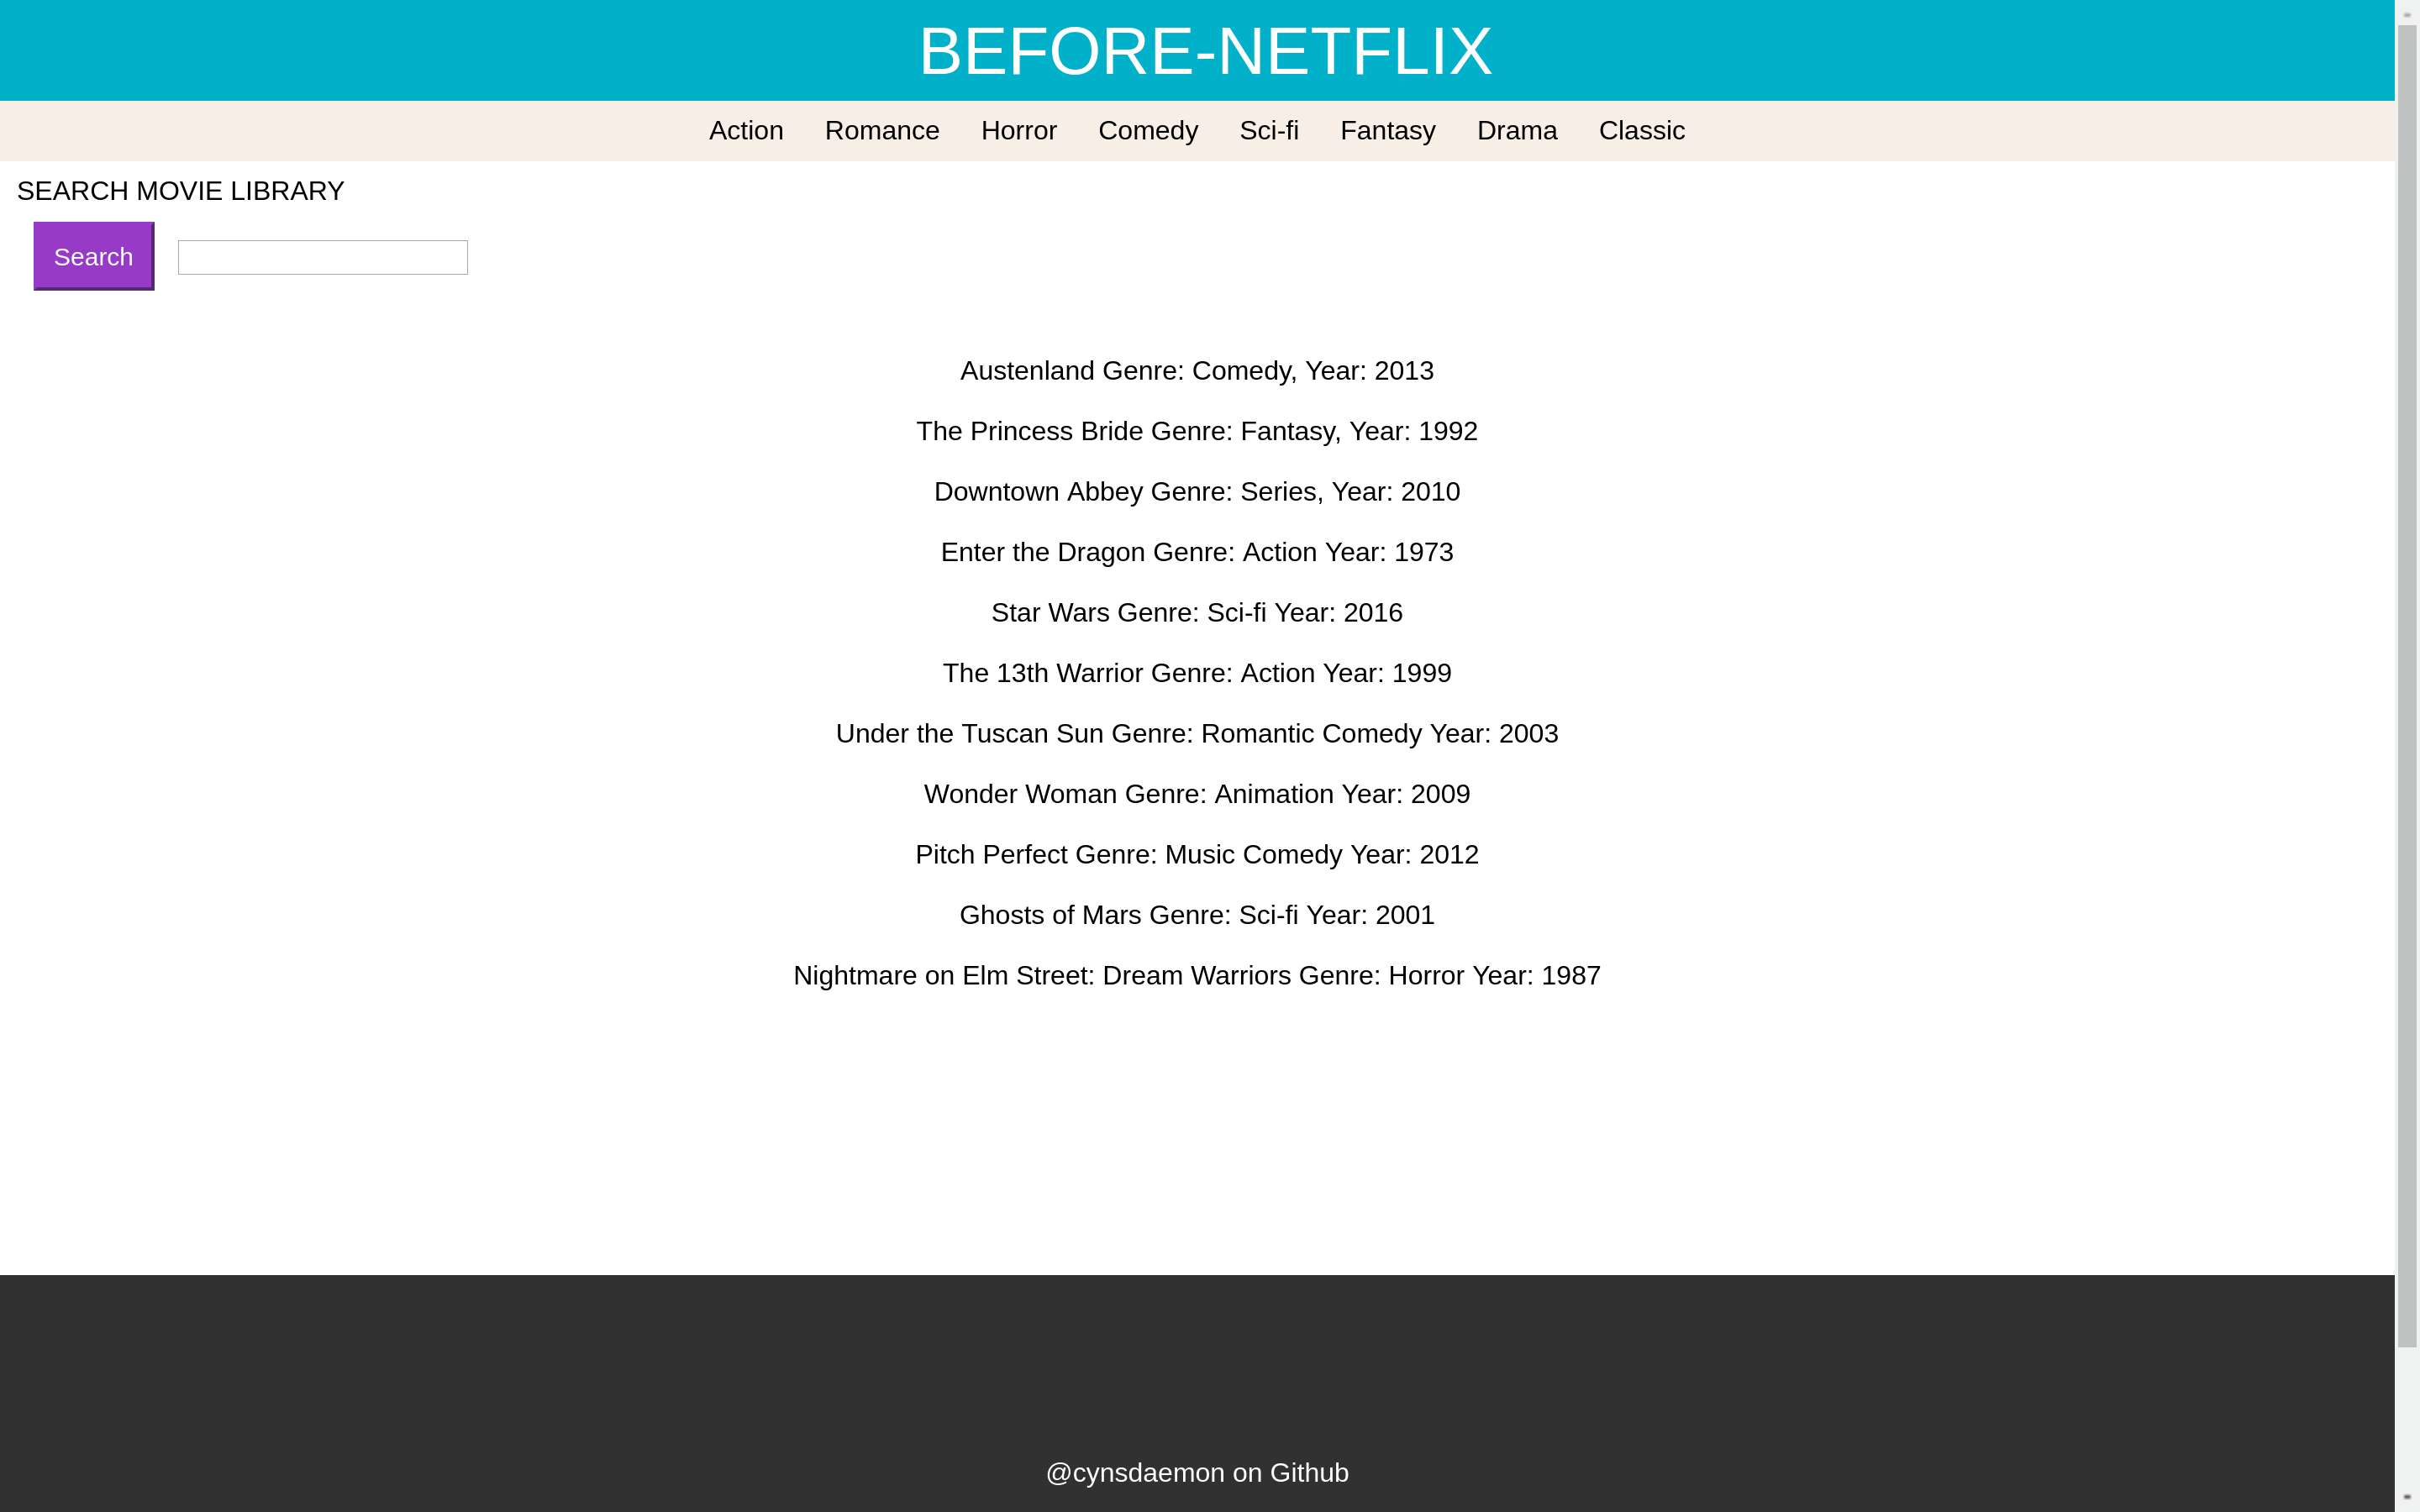 BEFORE-NETFLIX
Action Romance Horror Comedy Sci-fi Fantasy Drama Classic
SEARCH MOVIE LIBRARY
Search
Austenland Genre: Comedy, Year: 2013
The Princess Bride Genre: Fantasy, Year: 1992
Downtown Abbey Genre: Series, Year: 2010
Enter the Dragon Genre: Action Year: 1973
Star Wars Genre: Sci-fi Year: 2016
The 13th Warrior Genre: Action Year: 1999
Under the Tuscan Sun Genre: Romantic Comedy Year: 2003
Wonder Woman Genre: Animation Year: 2009
Pitch Perfect Genre: Music Comedy Year: 2012
Ghosts of Mars Genre: Sci-fi Year: 2001
Nightmare on Elm Street: Dream Warriors Genre: Horror Year: 1987
@cynsdaemon on Github